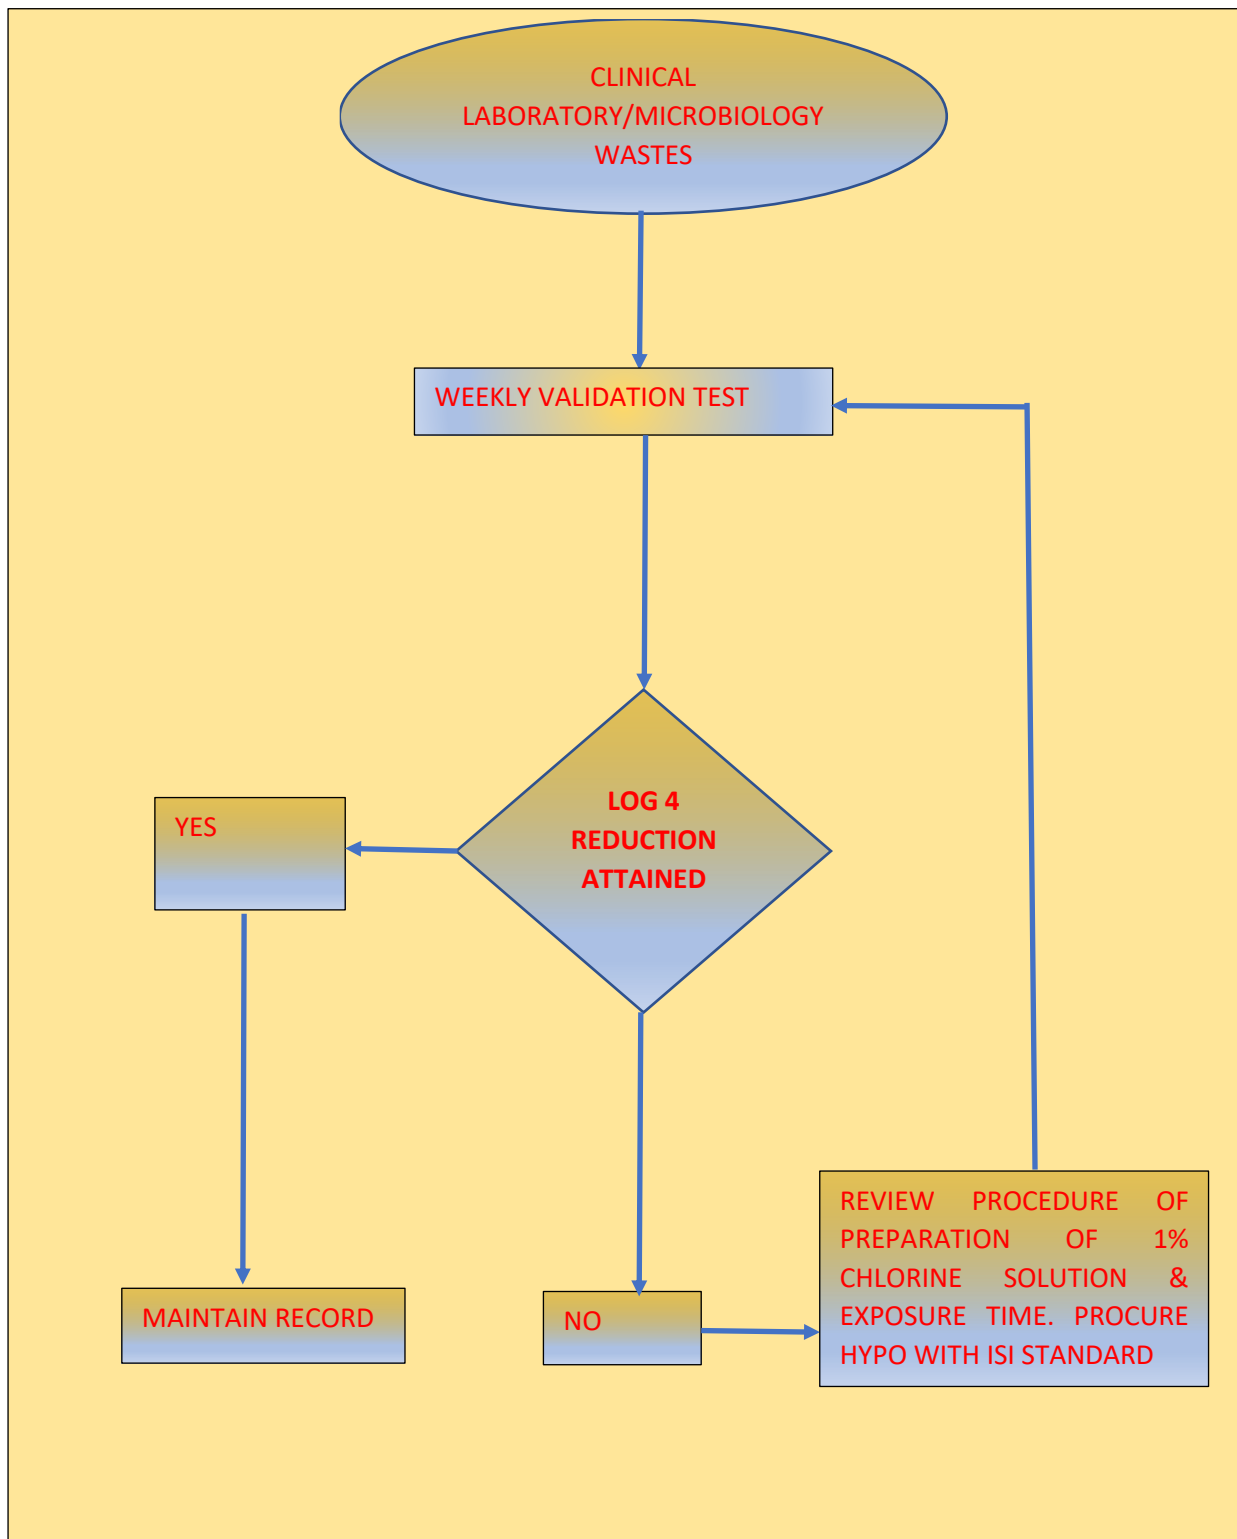 CLINICAL
LABORATORY/MICROBIOLOGY
WASTES
WEEKLY VALIDATION TEST
LOG 4
REDUCTION
ATTAINED
YES
MAINTAIN RECORD
NO
REVIEW PROCEDURE OF
PREPARATION OF 1%
CHLORINE SOLUTION &
EXPOSURE TIME. PROCURE
HYPO WITH ISI STANDARD